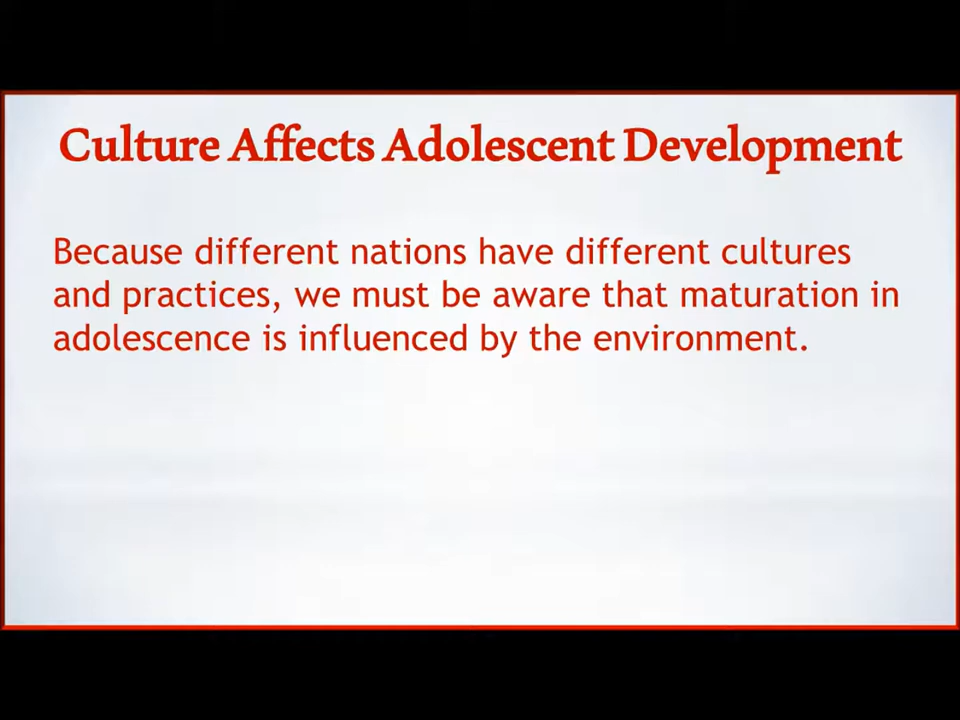 Culture Affects Adolescent Development
Because different nations have different cultures
and practices, we must be aware that maturation in
adolescence is influenced by the environment.